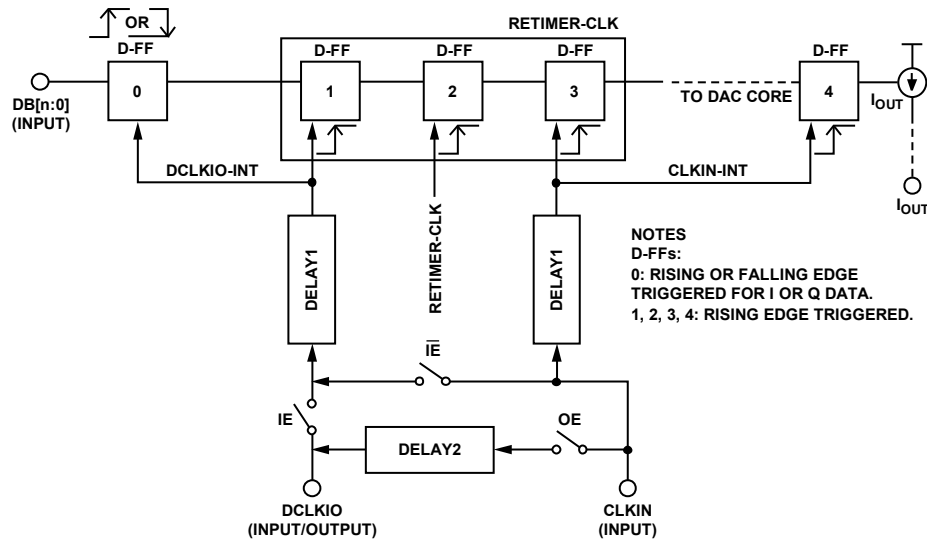 OR
RETIMER-CLK
D-FF
D-FF
D-FF
D-FF
D-FF
0
1
2
3
4
DB[n:0]
(INPUT)
TO DAC CORE
IOUT
DCLKIO-INT
CLKIN-INT
IOUT
DELAY1
RETIMER-CLK
DELAY1
NOTES
D-FFs:
0: RISING OR FALLING EDGE
TRIGGERED FOR I OR Q DATA.
1, 2, 3, 4: RISING EDGE TRIGGERED.
IE
IE
OE
DELAY2
DCLKIO
(INPUT/OUTPUT)
CLKIN
(INPUT)